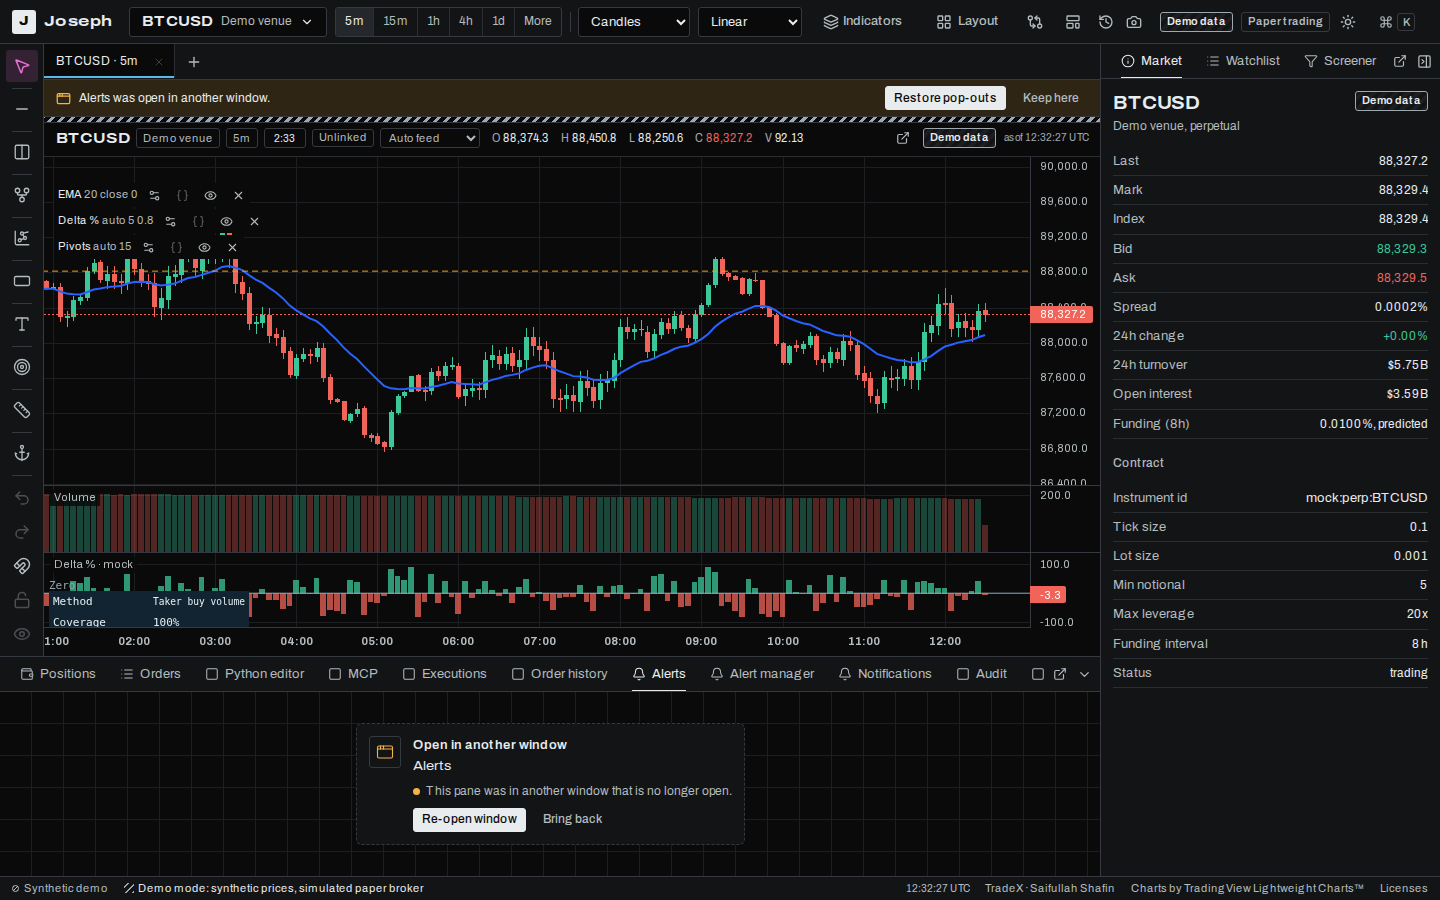 J Joseph BTCUSD Demo venue 5m 15m 1h 4h 1d More Candles Linear Indicators Layout Demo data Paper trading ⌘ K
BTCUSD · 5m × +
Market Watchlist Screener
Alerts was open in another window. Restore pop-outs Keep here
BTCUSD Demo venue 5m 2:33 Unlinked Auto feed O 88,374.3 H 88,450.8 L 88,250.6 C 88,327.2 V 92.13 Demo data as of 12:32:27 UTC
EMA 20 close 0 { }
Delta % auto 5 0.8 { }
Pivots auto 15 { }
90,000.0
89,600.0
89,200.0
88,800.0
88,327.2
88,000.0
87,600.0
87,200.0
86,800.0
86,400.0
Volume
200.0
Delta % · mock
100.0
Zero
-3.3
Method Taker buy volume
Coverage 100%
-100.0
1:00 02:00 03:00 04:00 05:00 06:00 07:00 08:00 09:00 10:00 11:00 12:00
BTCUSD Demo data
Demo venue, perpetual
Last 88,327.2
Mark 88,329.4
Index 88,329.4
Bid 88,329.3
Ask 88,329.5
Spread 0.0002%
24h change +0.00%
24h turnover $5.75B
Open interest $3.59B
Funding (8h) 0.0100%, predicted
Contract
Instrument id mock:perp:BTCUSD
Tick size 0.1
Lot size 0.001
Min notional 5
Max leverage 20x
Funding interval 8h
Status trading
Positions Orders Python editor MCP Executions Order history Alerts Alert manager Notifications Audit
Open in another window
Alerts
This pane was in another window that is no longer open.
Re-open window Bring back
Synthetic demo Demo mode: synthetic prices, simulated paper broker 12:32:27 UTC TradeX · Saifullah Shafin Charts by TradingView Lightweight Charts™ Licenses